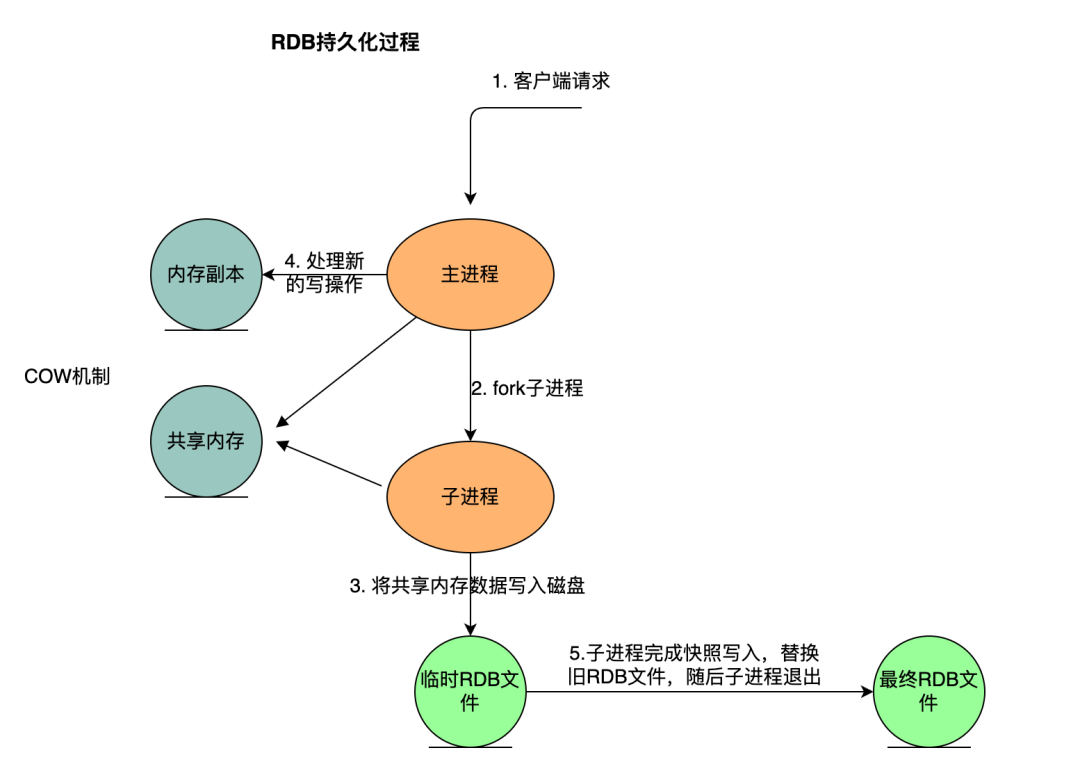 RDB持久化过程
1. 客户端请求
内存副本
4. 处理新
的写操作
主进程
COW机制
2. fork子进程
共享内存
子进程
3. 将共享内存数据写入磁盘
临时RDB文
件
5.子进程完成快照写入，替换
旧RDB文件，随后子进程退出
最终RDB文
件